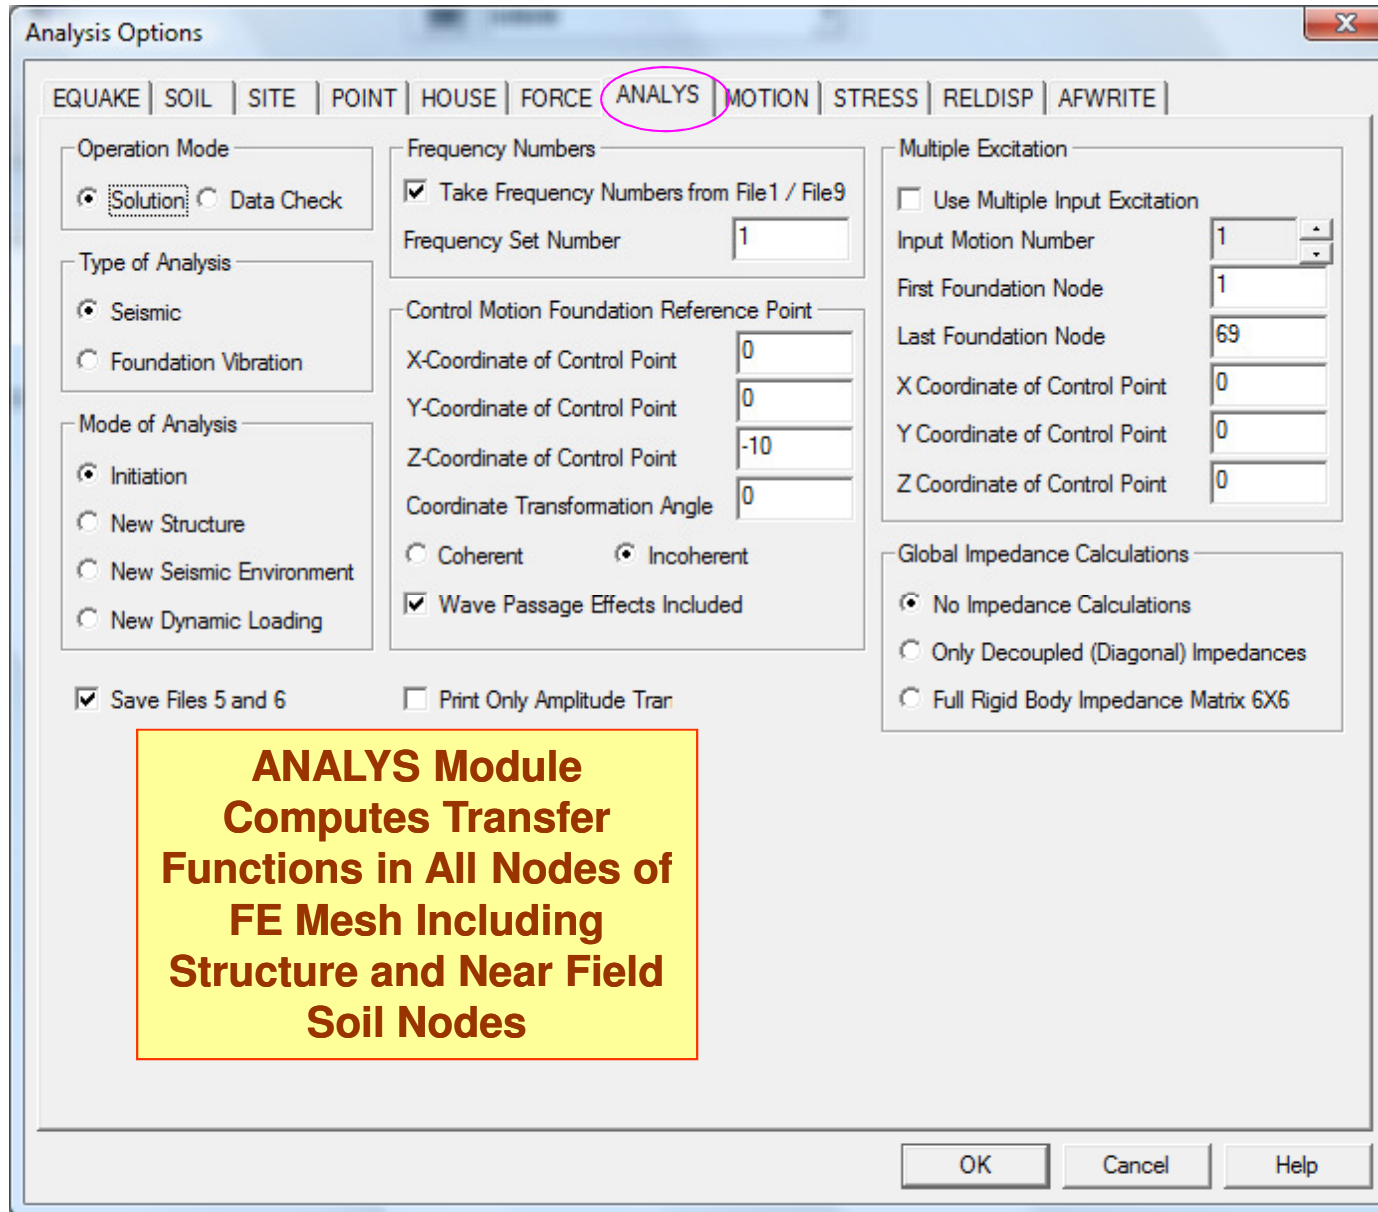 Analysis Options
X
EQUAKE SOIL SITE POINT HOUSE FORCE ANALYS MOTION STRESS RELDISP AFWRITE
Operation Mode
Solution Data Check
Type of Analysis
Seismic
Foundation Vibration
Mode of Analysis
Initiation
New Structure
New Seismic Environment
New Dynamic Loading
Save Files 5 and 6
Frequency Numbers
Take Frequency Numbers from File1 / File9
Frequency Set Number 1
Control Motion Foundation Reference Point
X-Coordinate of Control Point 0
Y-Coordinate of Control Point 0
Z-Coordinate of Control Point -10
Coordinate Transformation Angle 0
Coherent Incoherent
Wave Passage Effects Included
Print Only Amplitude Tran
Multiple Excitation
Use Multiple Input Excitation
Input Motion Number 1
First Foundation Node 1
Last Foundation Node 69
X Coordinate of Control Point 0
Y Coordinate of Control Point 0
Z Coordinate of Control Point 0
Global Impedance Calculations
No Impedance Calculations
Only Decoupled (Diagonal) Impedances
Full Rigid Body Impedance Matrix 6X6
ANALYS Module
Computes Transfer
Functions in All Nodes of
FE Mesh Including
Structure and Near Field
Soil Nodes
OK Cancel Help